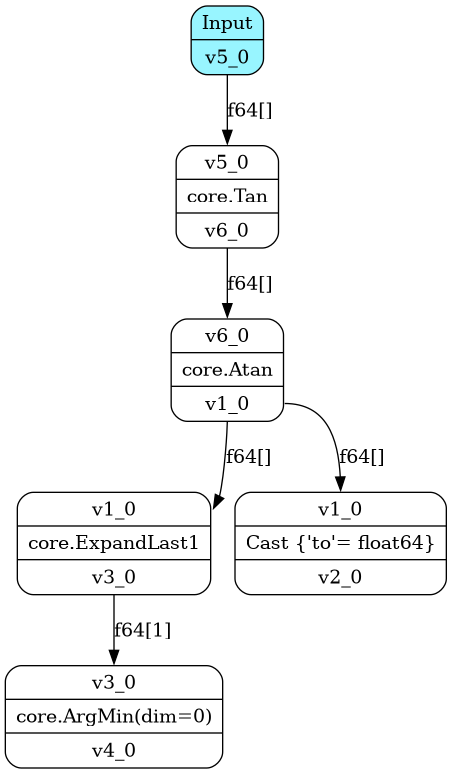 Input
v5_0
f64[]
v5_0
core.Tan
v6_0
f64[]
v6_0
core.Atan
v1_0
f64[]
f64[]
v1_0
core.ExpandLast1
v3_0
v1_0
Cast {'to'= float64}
v2_0
f64[1]
v3_0
core.ArgMin(dim=0)
v4_0